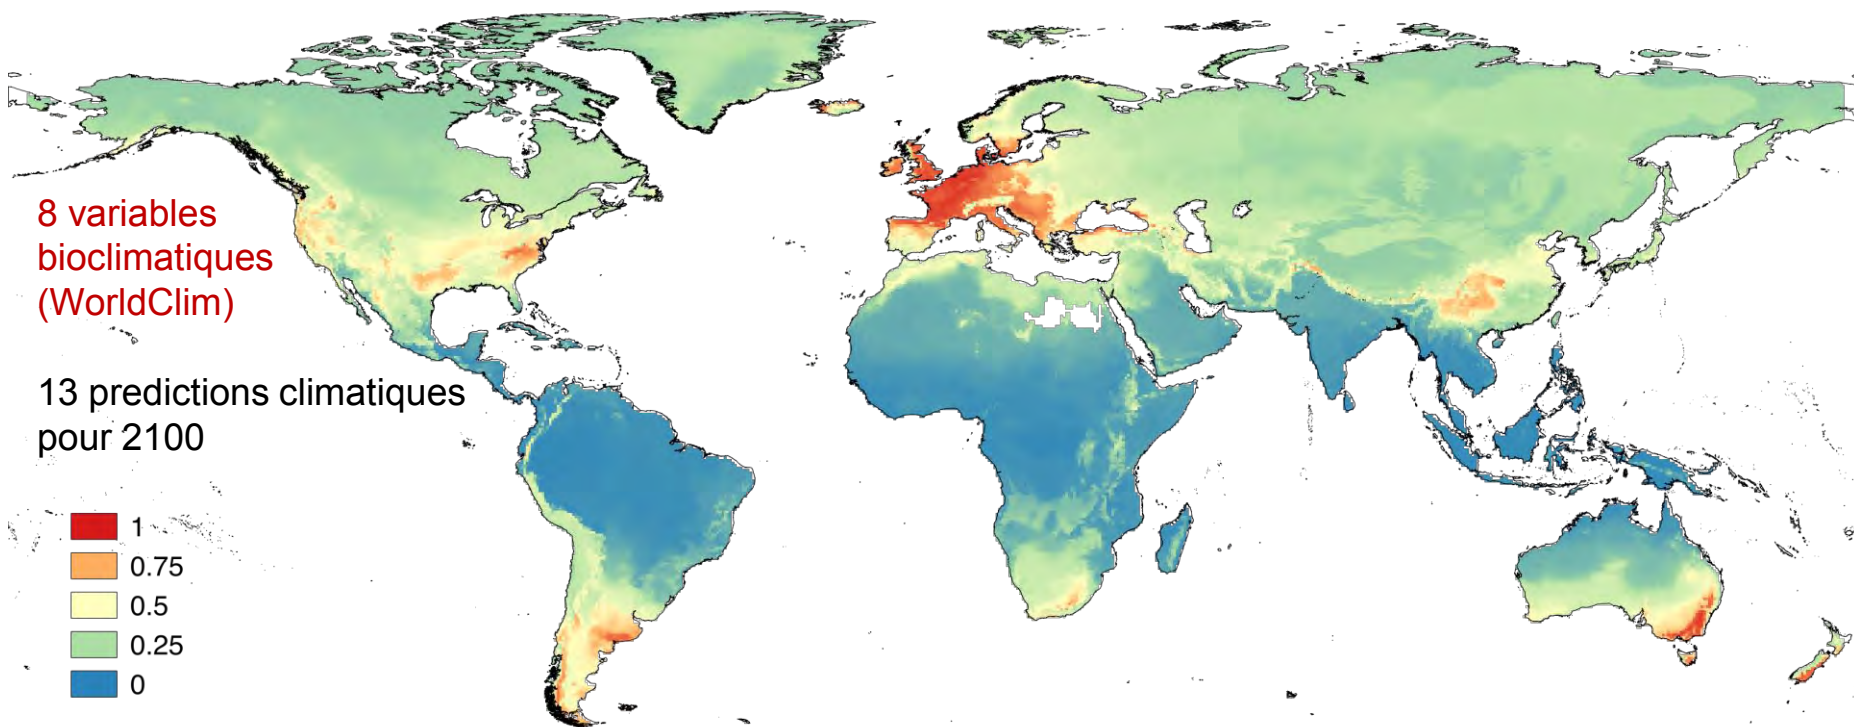 8 variables
bioclimatiques
(WorldClim)
13 predictions climatiques
pour 2100
1
0.75
0.5
0.25
0